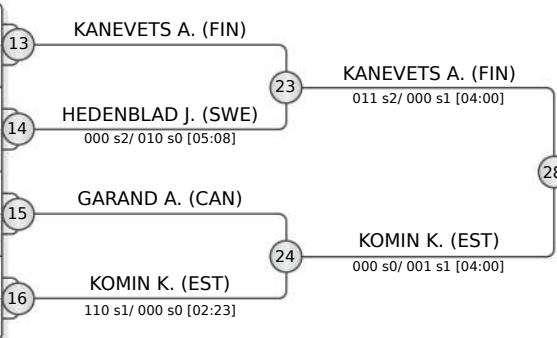 KANEVETS A. (FIN)
13
23
KANEVETS A. (FIN)
011 s2/ 000 s1 [04:00]
14
HEDENBLAD J. (SWE)
000 s2/ 010 s0 [05:08]
28
15
GARAND A. (CAN)
24
KOMIN K. (EST)
000 s0/ 001 s1 [04:00]
16
KOMIN K. (EST)
110 s1/ 000 s0 [02:23]